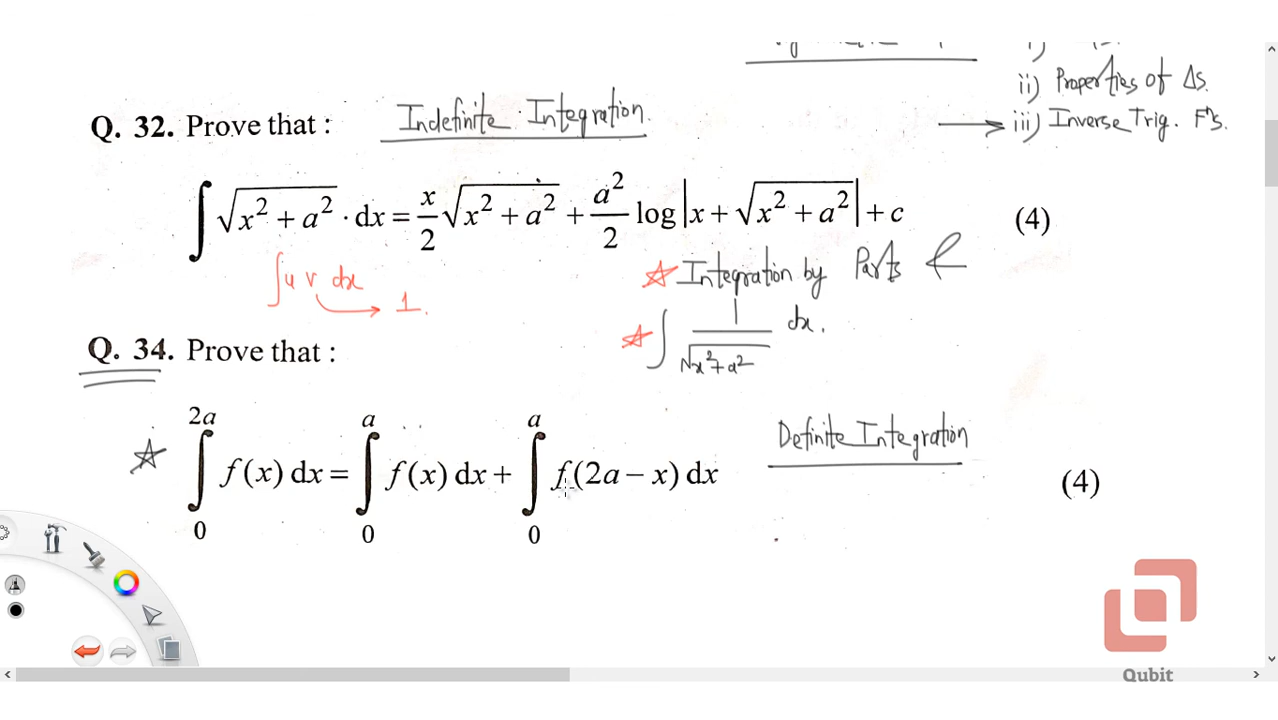 ii) Properties of Δs.
Q. 32. Prove that : Indefinite Integration.
iii) Inverse Trig. Fⁿs.
∫ √x² + a² · dx = x/2 √x² + a² + a²/2 log |x + √x² + a²| + c (4)
∫ u v dx → 1.
☆ Integration by Parts &
☆ ∫ 1/√x²+a² dx.
Q. 34. Prove that :
☆ ∫₀²ᵃ f(x) dx = ∫₀ᵃ f(x) dx + ∫₀ᵃ f(2a − x) dx (4)
Definite Integration
Qubit